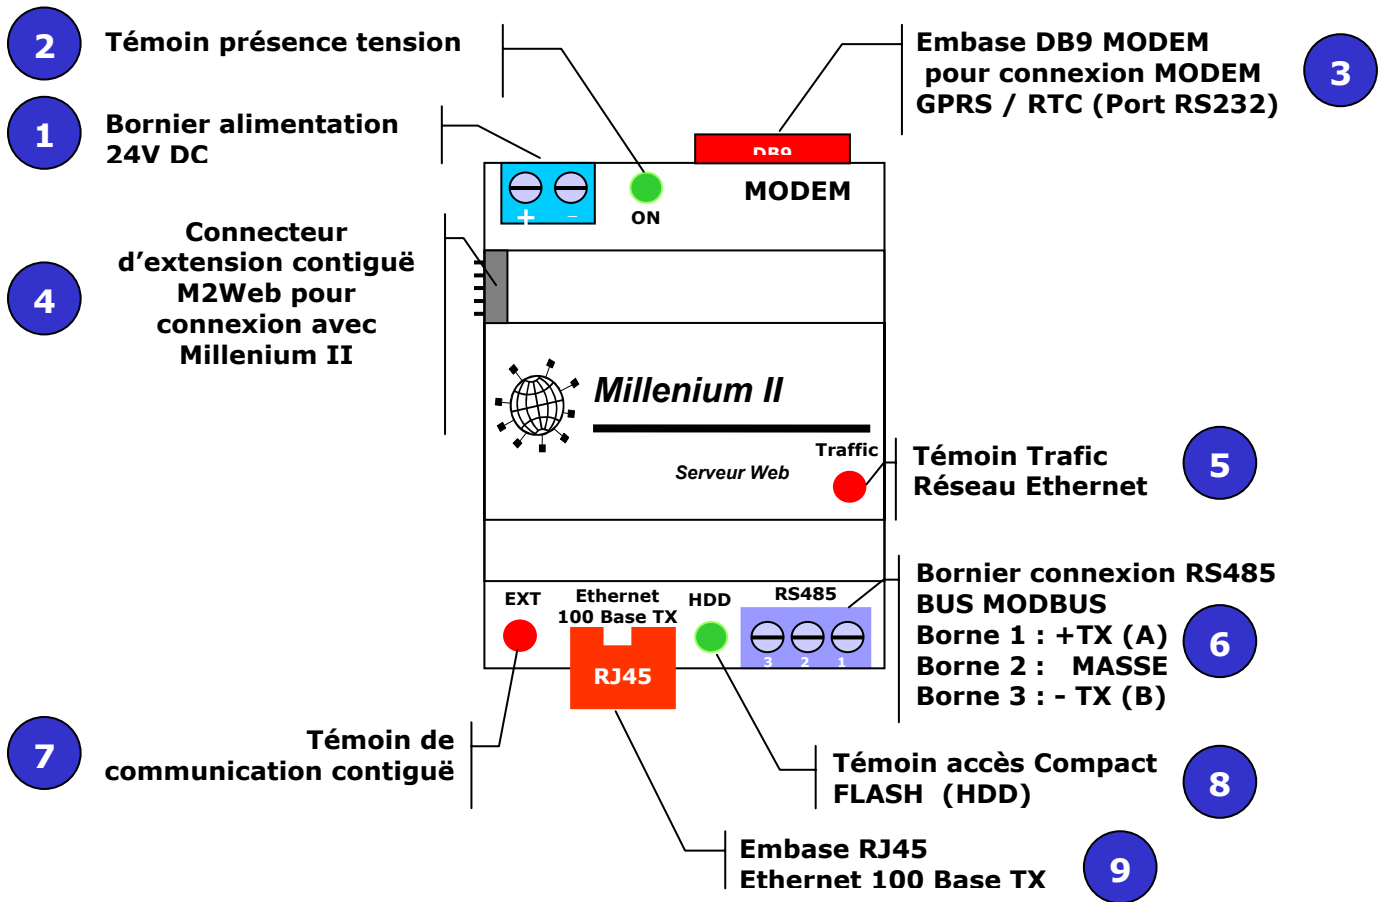 2
Témoin présence tension
Embase DB9 MODEM
pour connexion MODEM
GPRS / RTC (Port RS232)
3
1
Bornier alimentation
24V DC
DB9
MODEM
+ –
ON
4
Connecteur
d’extension contiguë
M2Web pour
connexion avec
Millenium II
Millenium II
Traffic
Serveur Web
Témoin Trafic
Réseau Ethernet
5
EXT
Ethernet
100 Base TX
HDD
RS485
3 2 1
RJ45
Bornier connexion RS485
BUS MODBUS
Borne 1 : +TX (A)
Borne 2 : MASSE
Borne 3 : - TX (B)
6
7
Témoin de
communication contiguë
Témoin accès Compact
FLASH (HDD)
8
Embase RJ45
Ethernet 100 Base TX
9